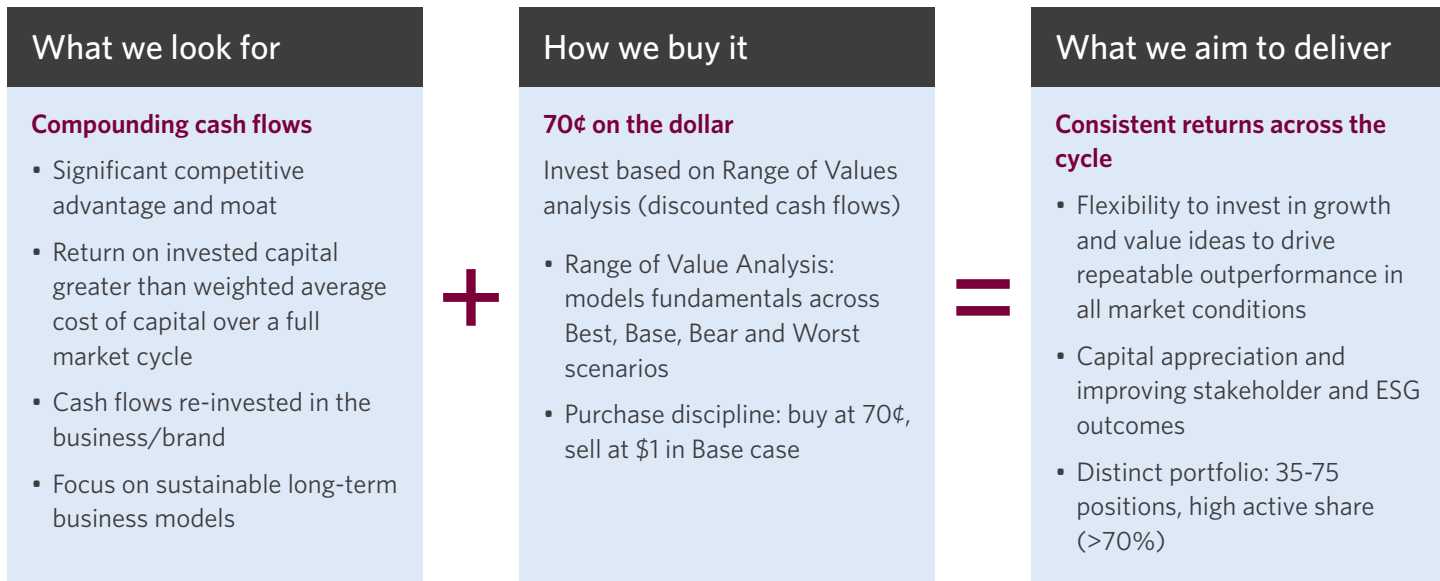 What we look for
Compounding cash flows
• Significant competitive
advantage and moat
• Return on invested capital
greater than weighted average
cost of capital over a full
market cycle
• Cash flows re-invested in the
business/brand
• Focus on sustainable long-term
business models
+
How we buy it
70¢ on the dollar
Invest based on Range of Values
analysis (discounted cash flows)
• Range of Value Analysis:
models fundamentals across
Best, Base, Bear and Worst
scenarios
• Purchase discipline: buy at 70¢,
sell at $1 in Base case
=
What we aim to deliver
Consistent returns across the
cycle
• Flexibility to invest in growth
and value ideas to drive
repeatable outperformance in
all market conditions
• Capital appreciation and
improving stakeholder and ESG
outcomes
• Distinct portfolio: 35-75
positions, high active share
(>70%)